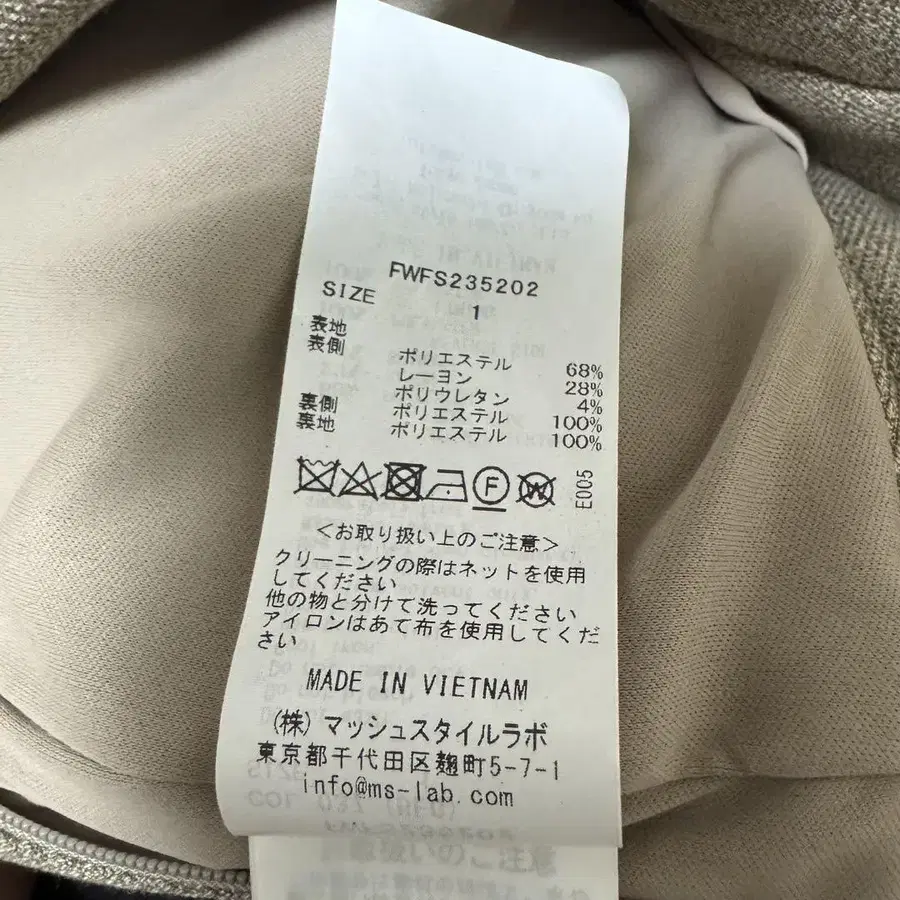 FWFS235202
SIZE 1
表地
表側 ポリエステル 68%
レーヨン 28%
ポリウレタン 4%
裏側 ポリエステル 100%
裏地 ポリエステル 100%
F W E005
＜お取り扱い上のご注意＞
クリーニングの際はネットを使用
してください
他の物と分けて洗ってください
アイロンはあて布を使用してくだ
さい
MADE IN VIETNAM
(株) マッシュスタイルラボ
東京都千代田区麹町5-7-1
info@ms-lab.com
扱いのご注意